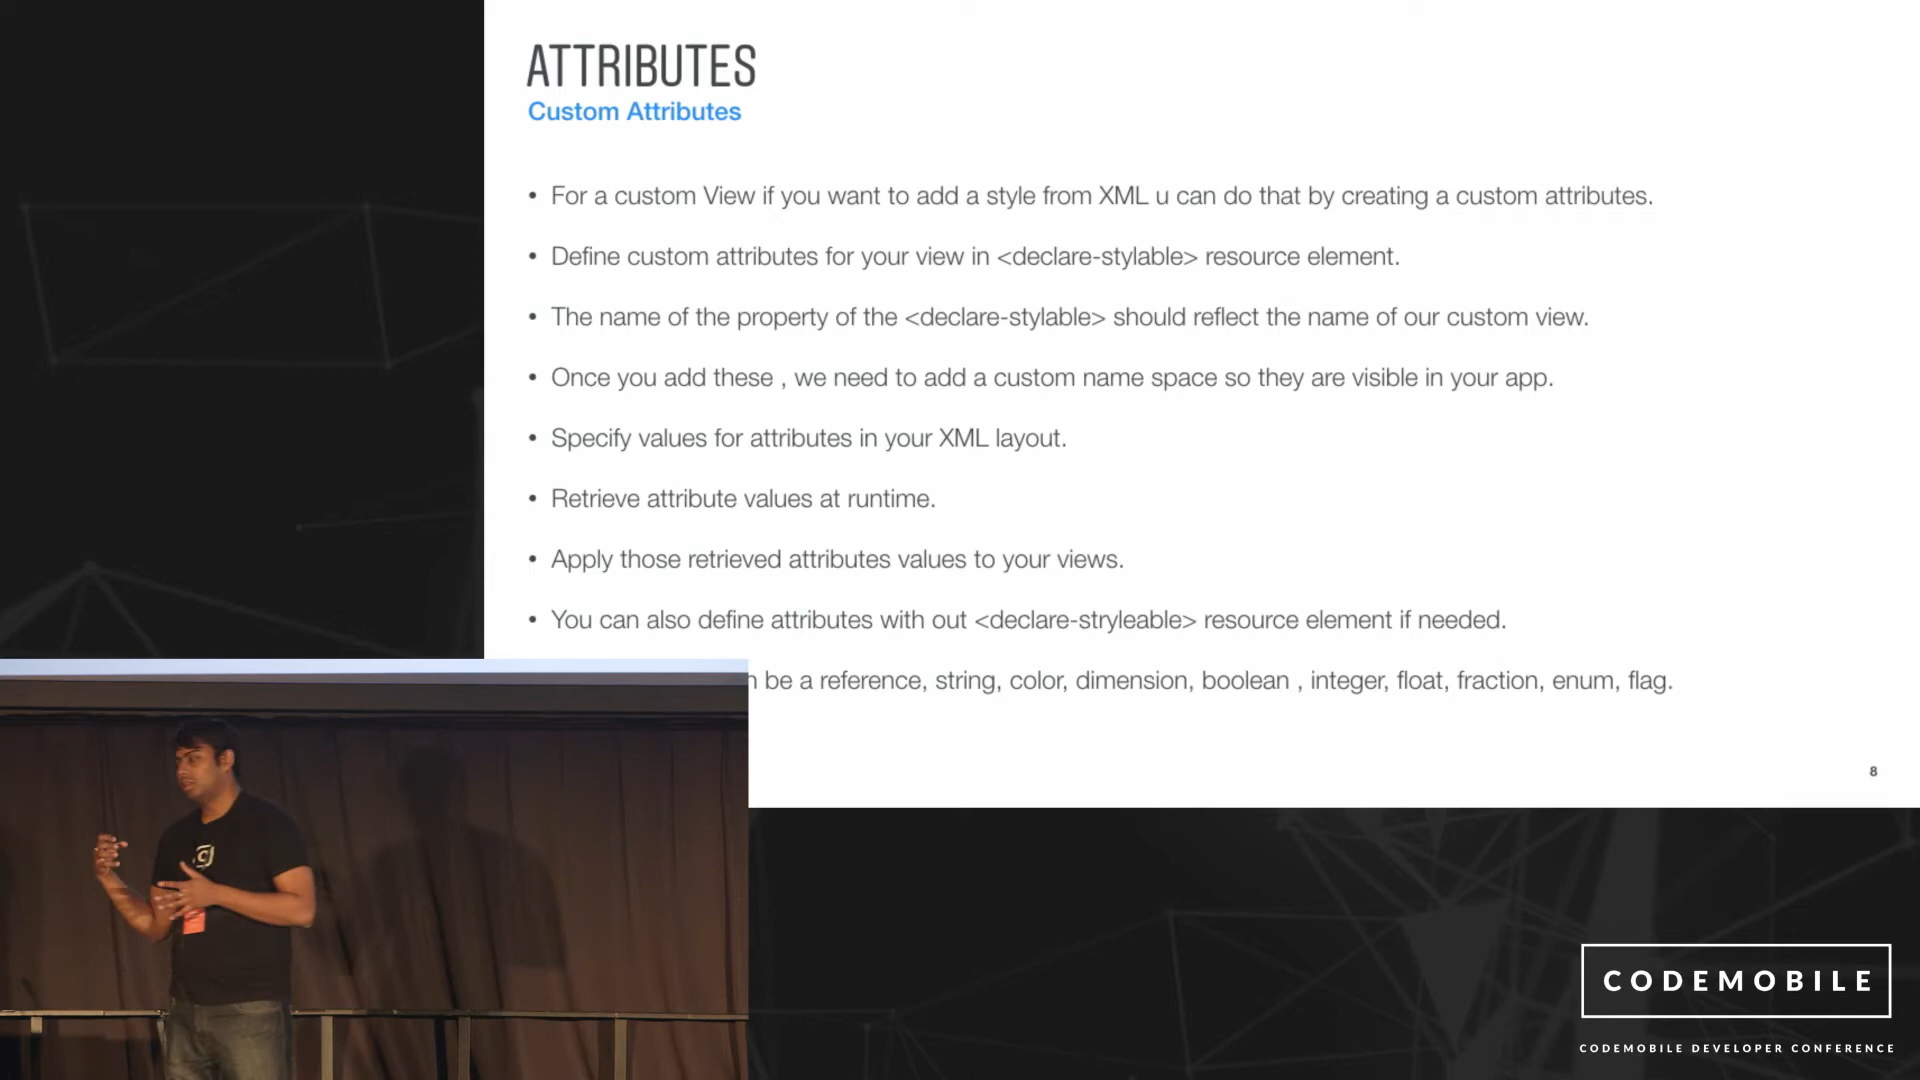 ATTRIBUTES
Custom Attributes
• For a custom View if you want to add a style from XML u can do that by creating a custom attributes.
• Define custom attributes for your view in <declare-stylable> resource element.
• The name of the property of the <declare-stylable> should reflect the name of our custom view.
• Once you add these , we need to add a custom name space so they are visible in your app.
• Specify values for attributes in your XML layout.
• Retrieve attribute values at runtime.
• Apply those retrieved attributes values to your views.
• You can also define attributes with out <declare-stryleable> resource element if needed.
be a reference, string, color, dimension, boolean , integer, float, fraction, enum, flag.
8
CODEMOBILE
CODEMOBILE DEVELOPER CONFERENCE